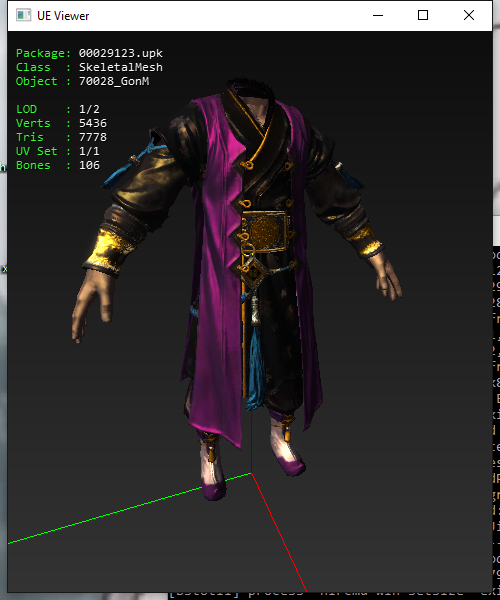 UE Viewer
Package: 00029123.upk
Class : SkeletalMesh
Object : 70028_GonM
LOD : 1/2
Verts : 5436
Tris : 7778
UV Set : 1/1
Bones : 106